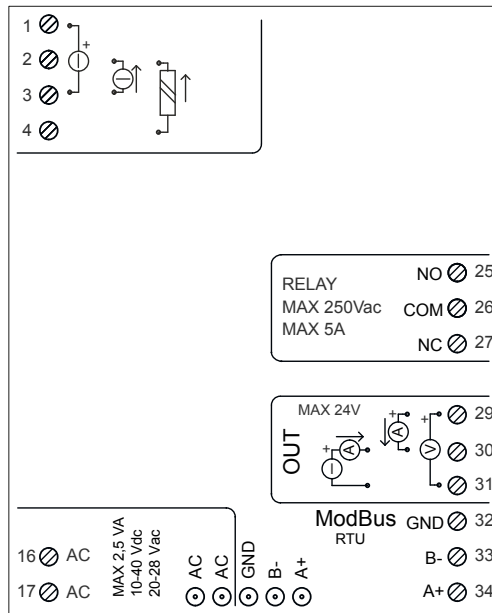 1
2
+
3
4
RELAY
MAX 250Vac
MAX 5A
NO 25
COM 26
NC 27
MAX 24V
OUT
+ A
+ A
+ V
29
30
31
ModBus
RTU
GND 32
B- 33
A+ 34
16 AC
17 AC
MAX 2,5 VA
10-40 Vdc
20-28 Vac
AC
AC
GND
B-
A+